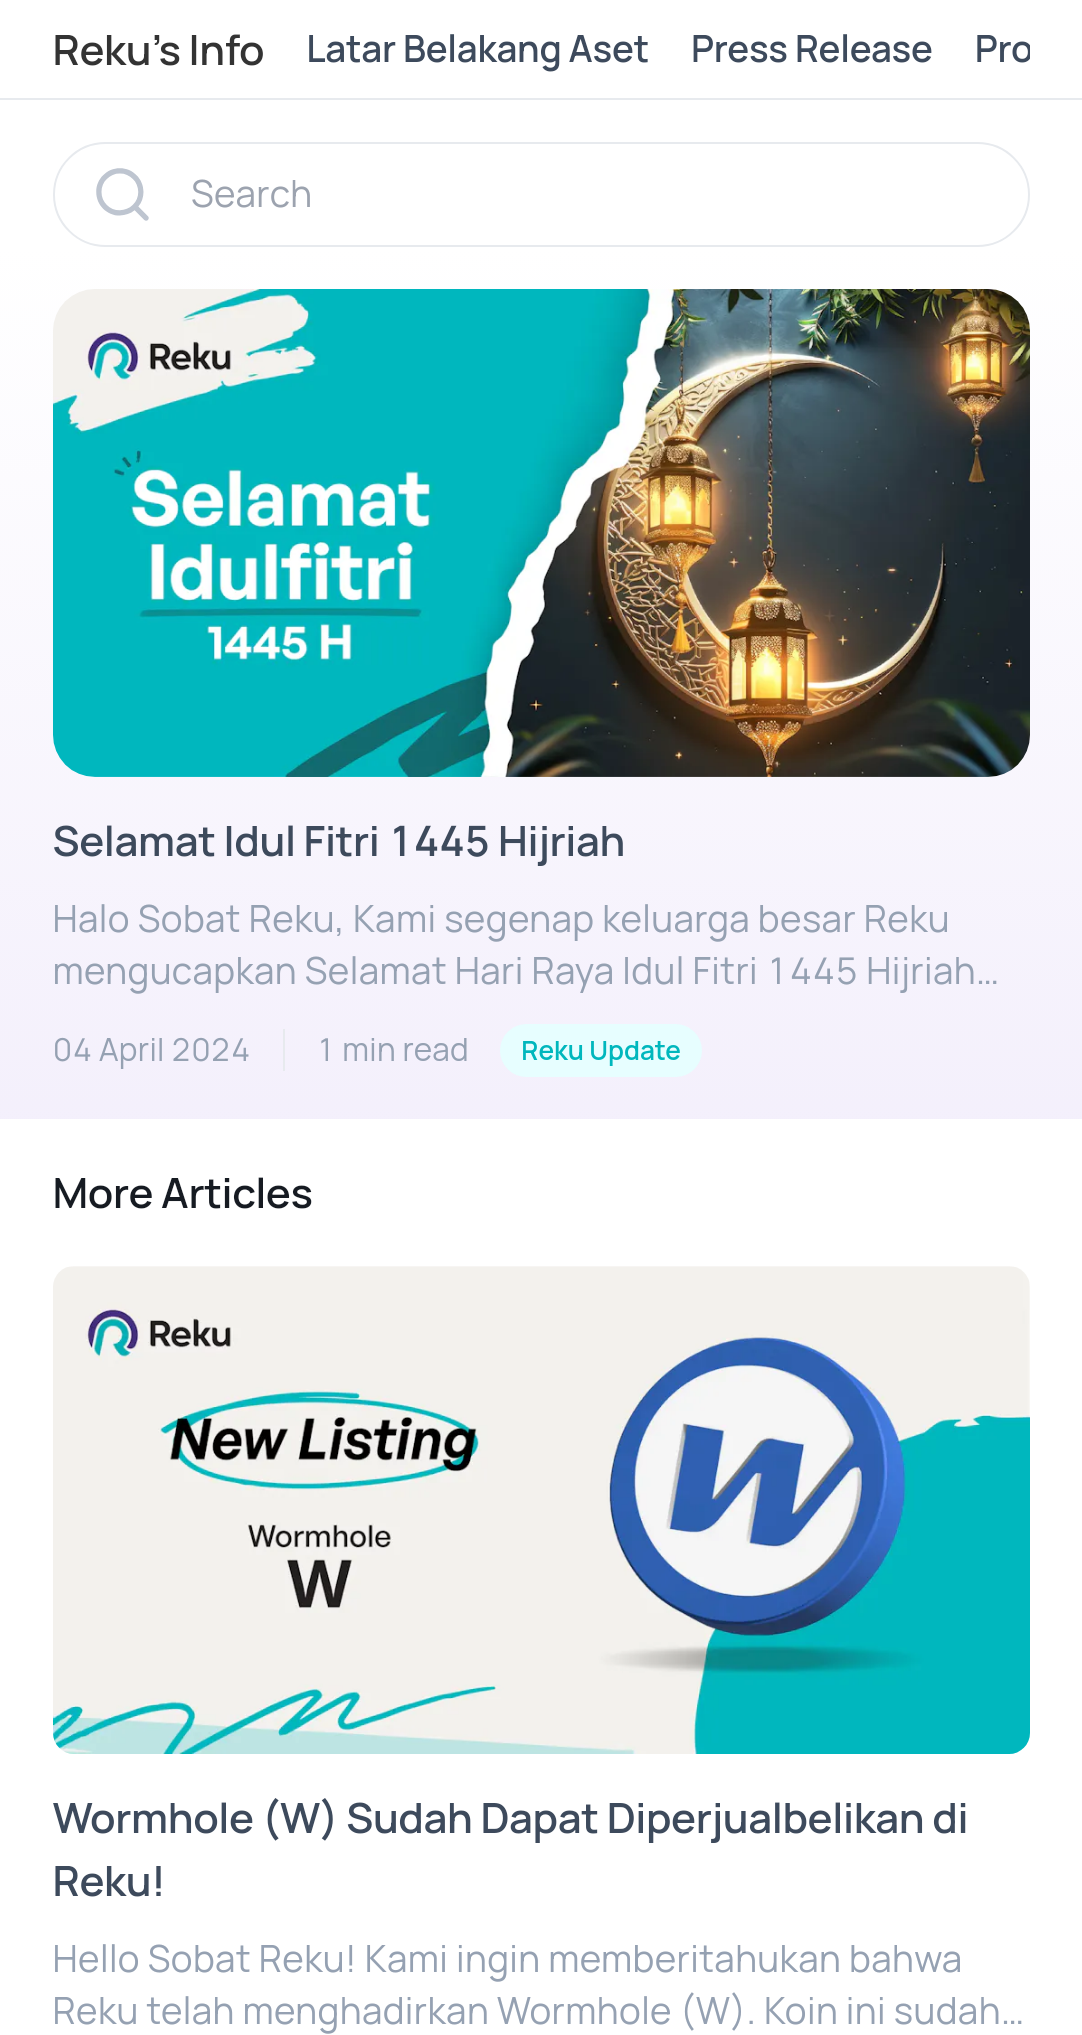 Reku's Info Latar Belakang Aset Press Release Pro
Search
Reku
Selamat
Idulfitri
1445 H
Selamat Idul Fitri 1445 Hijriah
Halo Sobat Reku, Kami segenap keluarga besar Reku
mengucapkan Selamat Hari Raya Idul Fitri 1445 Hijriah...
04 April 2024 1 min read Reku Update
More Articles
Reku
New Listing
Wormhole
W
W
Wormhole (W) Sudah Dapat Diperjualbelikan di
Reku!
Hello Sobat Reku! Kami ingin memberitahukan bahwa
Reku telah menghadirkan Wormhole (W). Koin ini sudah...